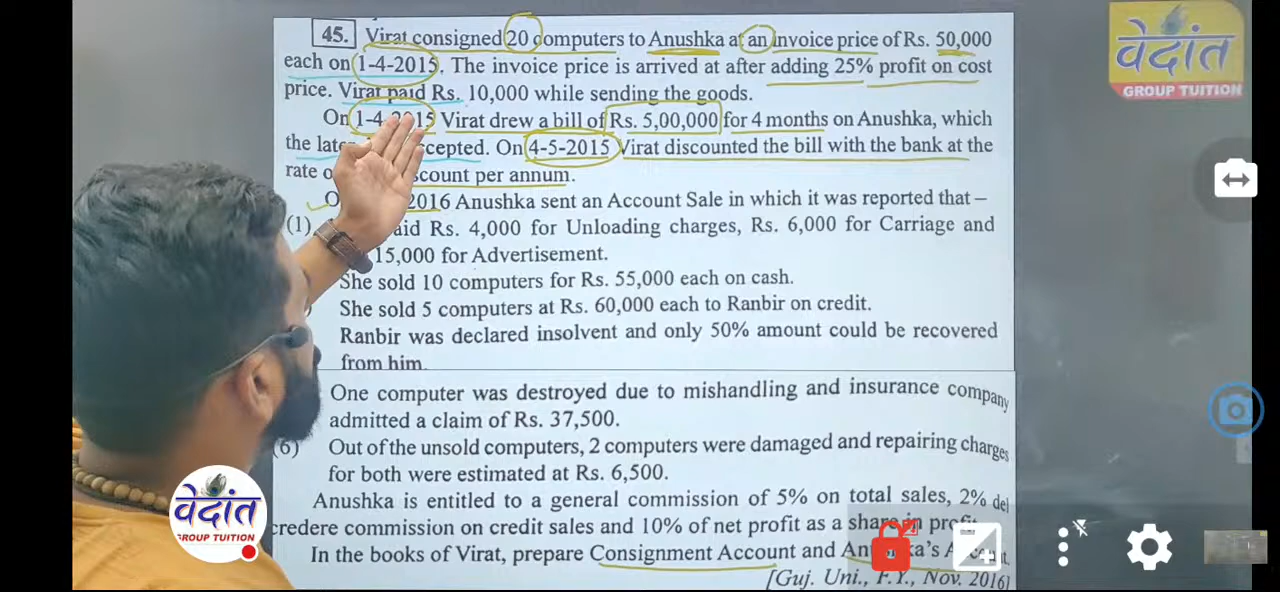 वेदांत
GROUP TUITION
45. Virat consigned 20 computers to Anushka at an invoice price of Rs. 50,000
each on 1-4-2015. The invoice price is arrived at after adding 25% profit on cost
price. Virat paid Rs. 10,000 while sending the goods.
On 1-4-2015 Virat drew a bill of Rs. 5,00,000 for 4 months on Anushka, which
the accepted. On 4-5-2015 Virat discounted the bill with the bank at the
rate per annum.
2016 Anushka sent an Account Sale in which it was reported that –
(1) Rs. 4,000 for Unloading charges, Rs. 6,000 for Carriage and
15,000 for Advertisement.
She sold 10 computers for Rs. 55,000 each on cash.
She sold 5 computers at Rs. 60,000 each to Ranbir on credit.
Ranbir was declared insolvent and only 50% amount could be recovered
from him.
One computer was destroyed due to mishandling and insurance company
admitted a claim of Rs. 37,500.
(6) Out of the unsold computers, 2 computers were damaged and repairing charges
for both were estimated at Rs. 6,500.
Anushka is entitled to a general commission of 5% on total sales, 2% del
credere commission on credit sales and 10% of net profit as a share in
In the books of Virat, prepare Consignment Account and
[Guj. Uni., F.Y., Nov. 2016]
वेदांत
GROUP TUITION